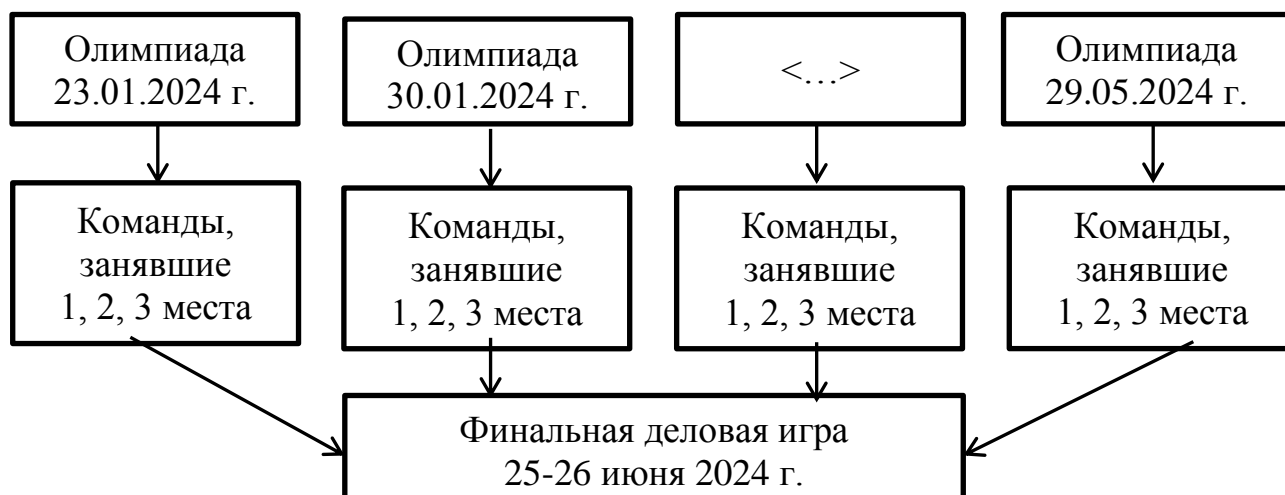 Олимпиада
23.01.2024 г.
Олимпиада
30.01.2024 г.
<…>
Олимпиада
29.05.2024 г.
Команды,
занявшие
1, 2, 3 места
Команды,
занявшие
1, 2, 3 места
Команды,
занявшие
1, 2, 3 места
Команды,
занявшие
1, 2, 3 места
Финальная деловая игра
25-26 июня 2024 г.